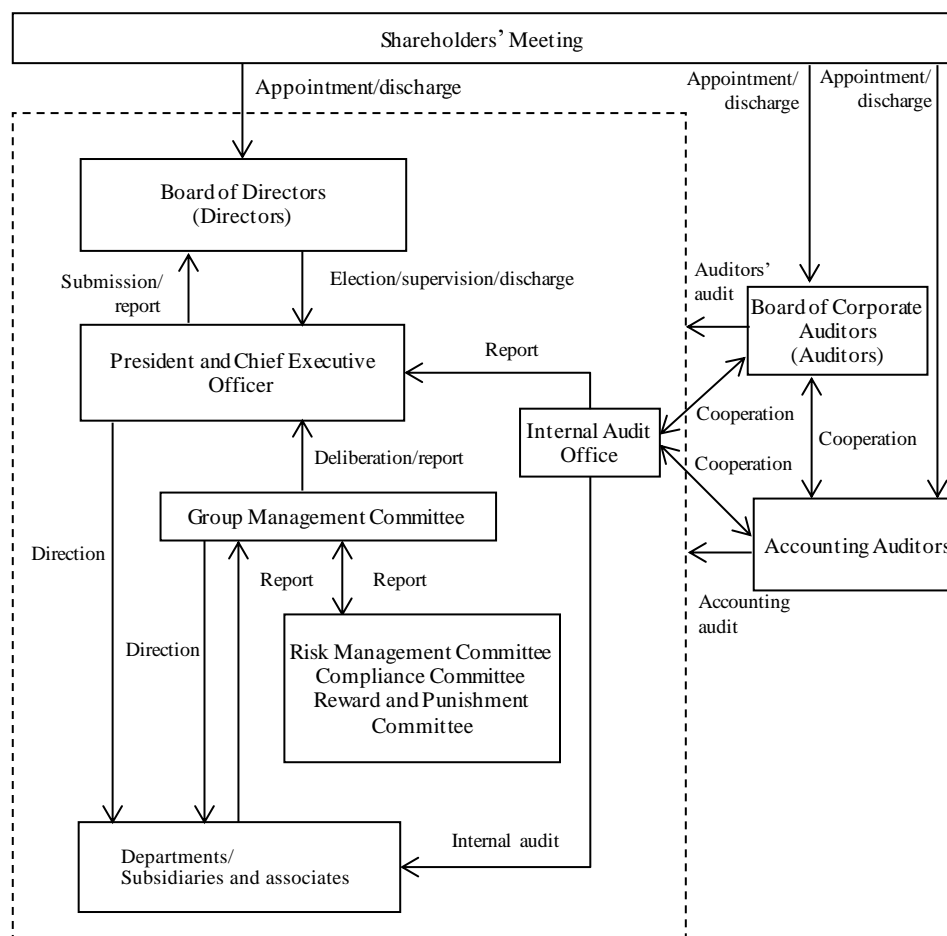 Shareholders’ Meeting
Appointment/discharge
Appointment/
discharge
Appointment/
discharge
Board of Directors
(Directors)
Submission/
report
Election/supervision/discharge
Auditors’
audit
Board of Corporate
Auditors
(Auditors)
President and Chief Executive
Officer
Report
Internal Audit
Office
Cooperation
Cooperation
Cooperation
Deliberation/report
Group Management Committee
Accounting Auditors
Direction
Report
Report
Accounting
audit
Direction
Risk Management Committee
Compliance Committee
Reward and Punishment
Committee
Internal audit
Departments/
Subsidiaries and associates